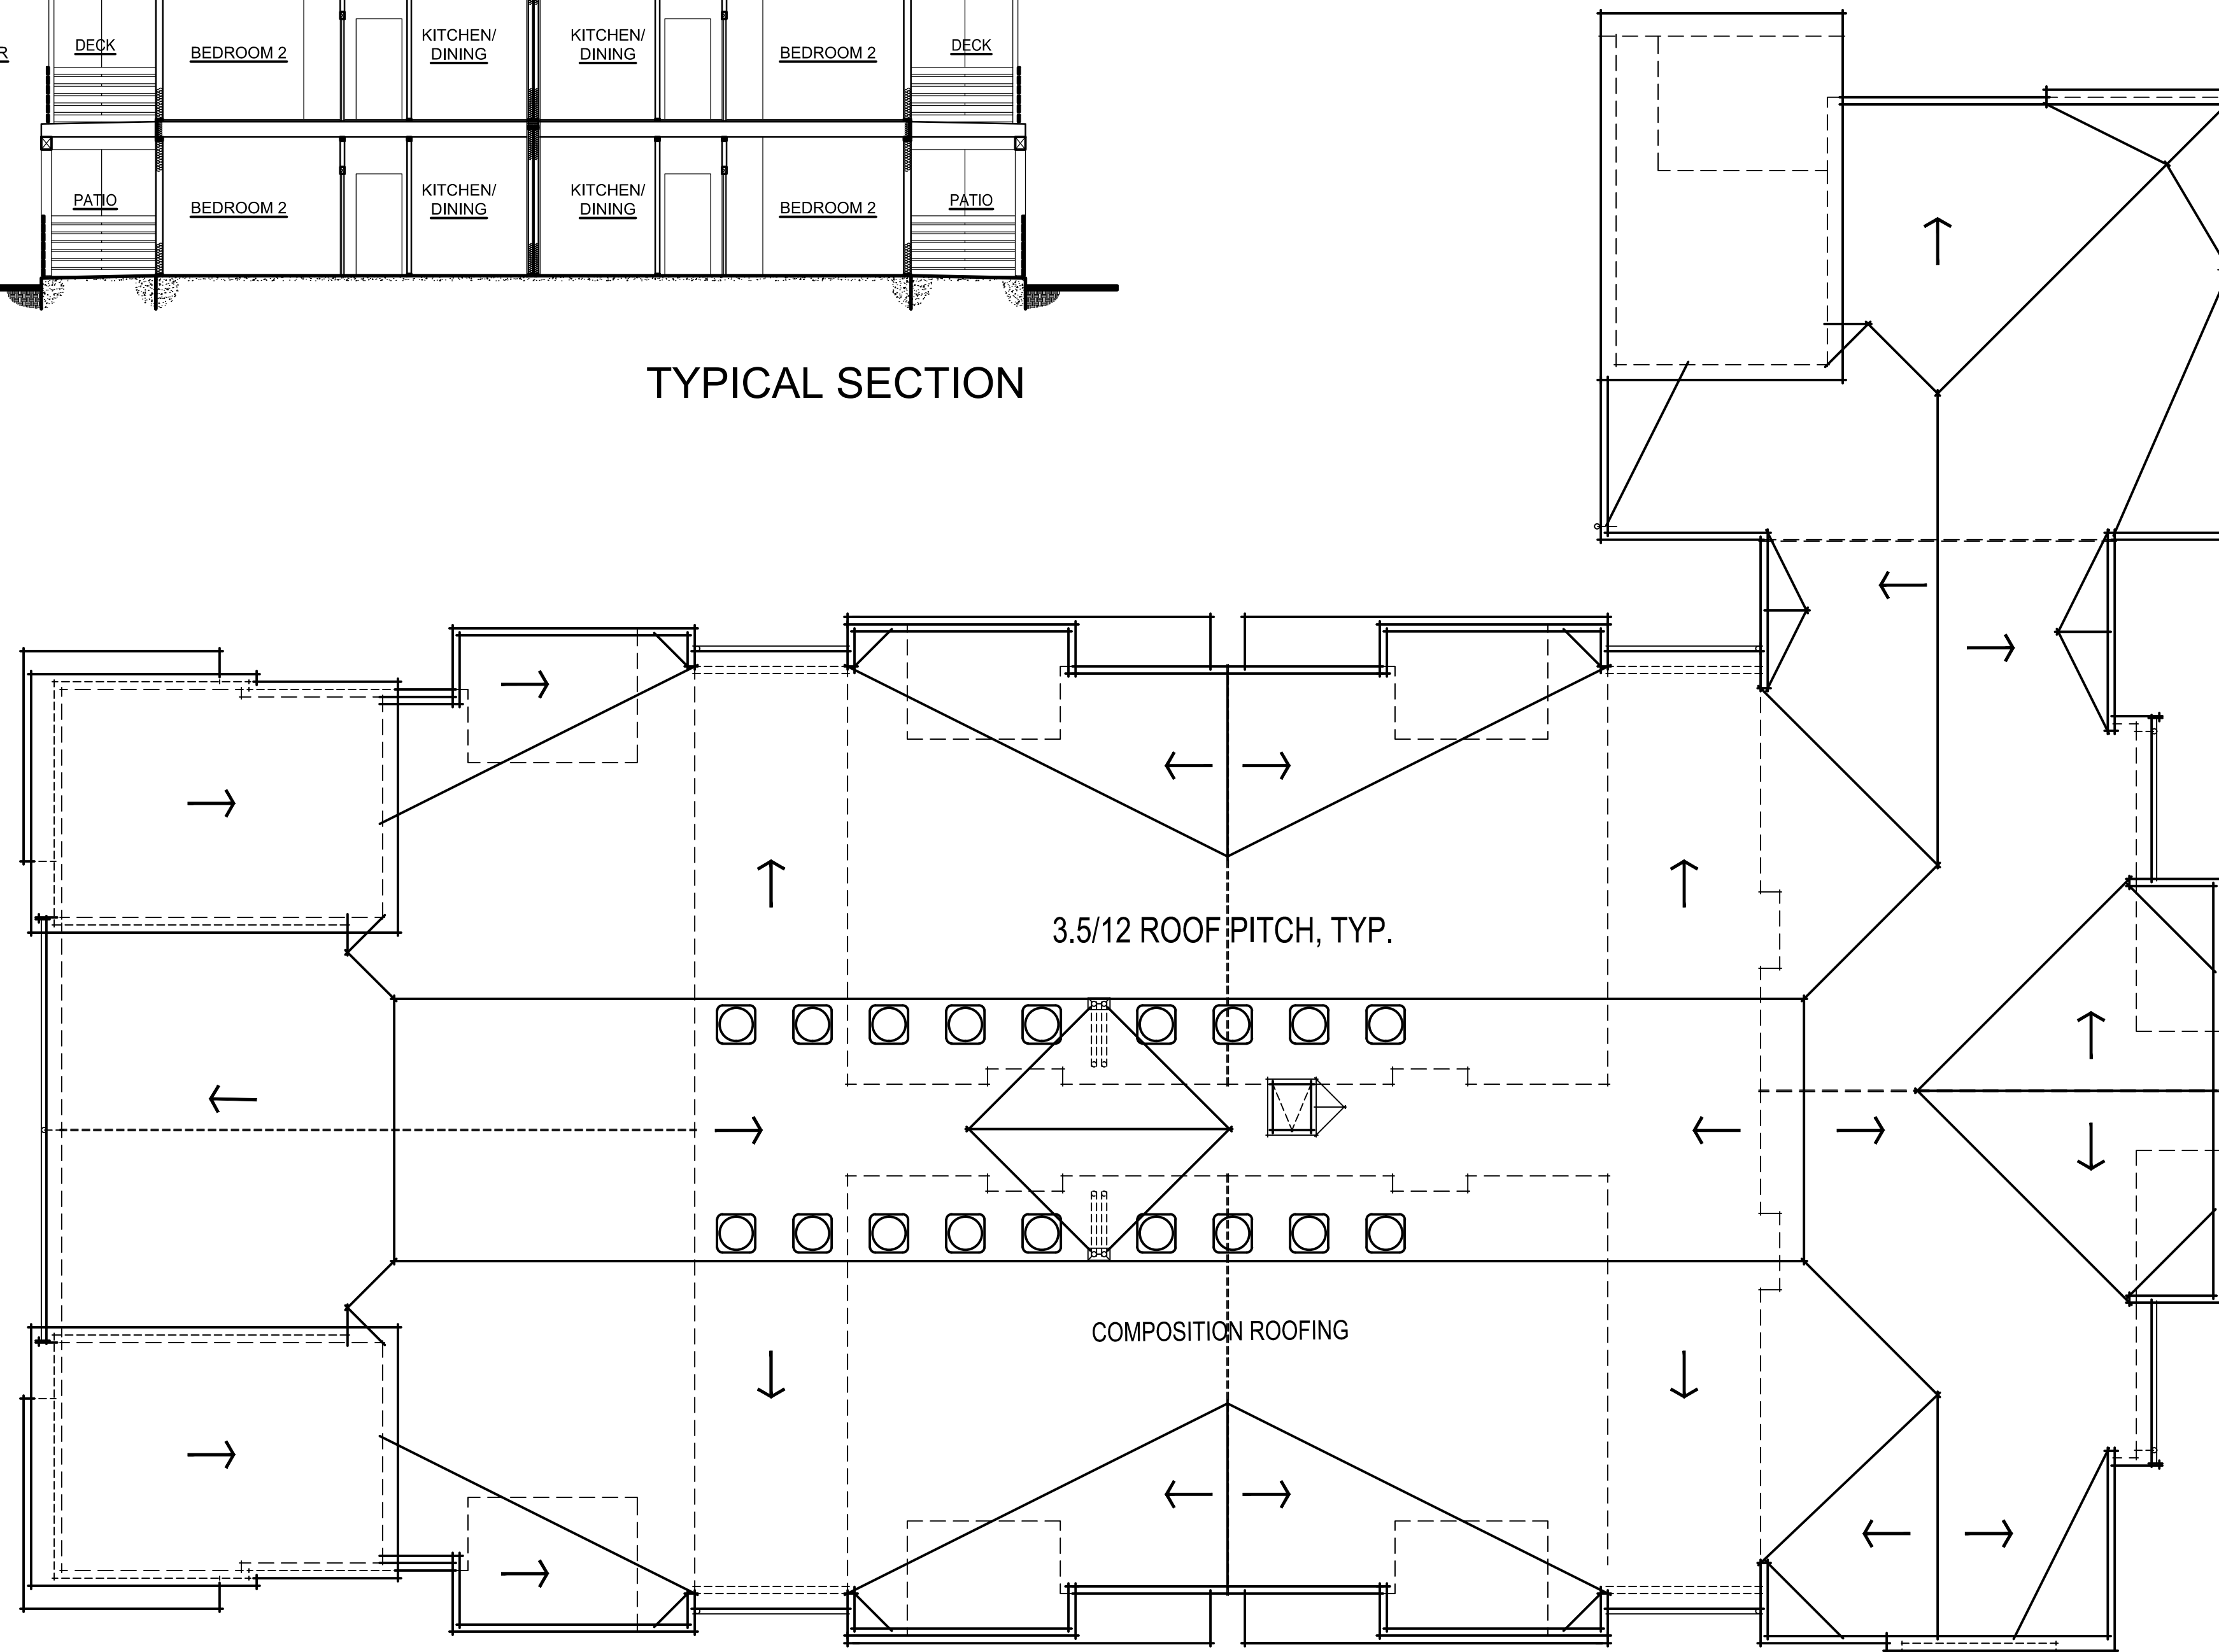 R
DECK
BEDROOM 2
KITCHEN/
DINING
KITCHEN/
DINING
BEDROOM 2
DECK
PATIO
BEDROOM 2
KITCHEN/
DINING
KITCHEN/
DINING
BEDROOM 2
PATIO
TYPICAL SECTION
3.5/12 ROOF PITCH, TYP.
COMPOSITION ROOFING